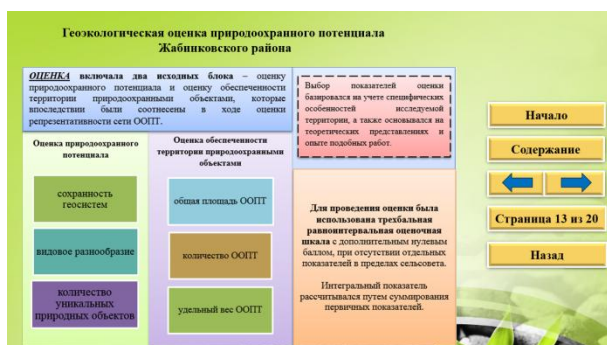 Геоэкологическая оценка природоохранного потенциала
Жабинковского района
ОЦЕНКА включала два исходных блока – оценку
природоохранного потенциала и оценку обеспеченности
территории природоохранными объектами, которые
впоследствии были соотнесены в ходе оценки
репрезентативности сети ООПТ.
Выбор показателей оценки
базировался на учете специфических
особенностей исследуемой
территории, а также основывался на
теоретических представлениях и
опыте подобных работ.
Оценка природоохранного
потенциала
сохранность
геосистем
видовое разнообразие
количество
уникальных
природных объектов
Оценка обеспеченности
территории природоохранными
объектами
общая площадь ООПТ
количество ООПТ
удельный вес ООПТ
Для проведения оценки была
использована трехбальная
равноинтервальная оценочная
шкала с дополнительным нулевым
баллом, при отсутствии отдельных
показателей в пределах сельсовета.
Интегральный показатель
рассчитывался путем суммирования
первичных показателей.
Начало
Содержание
Страница 13 из 20
Назад